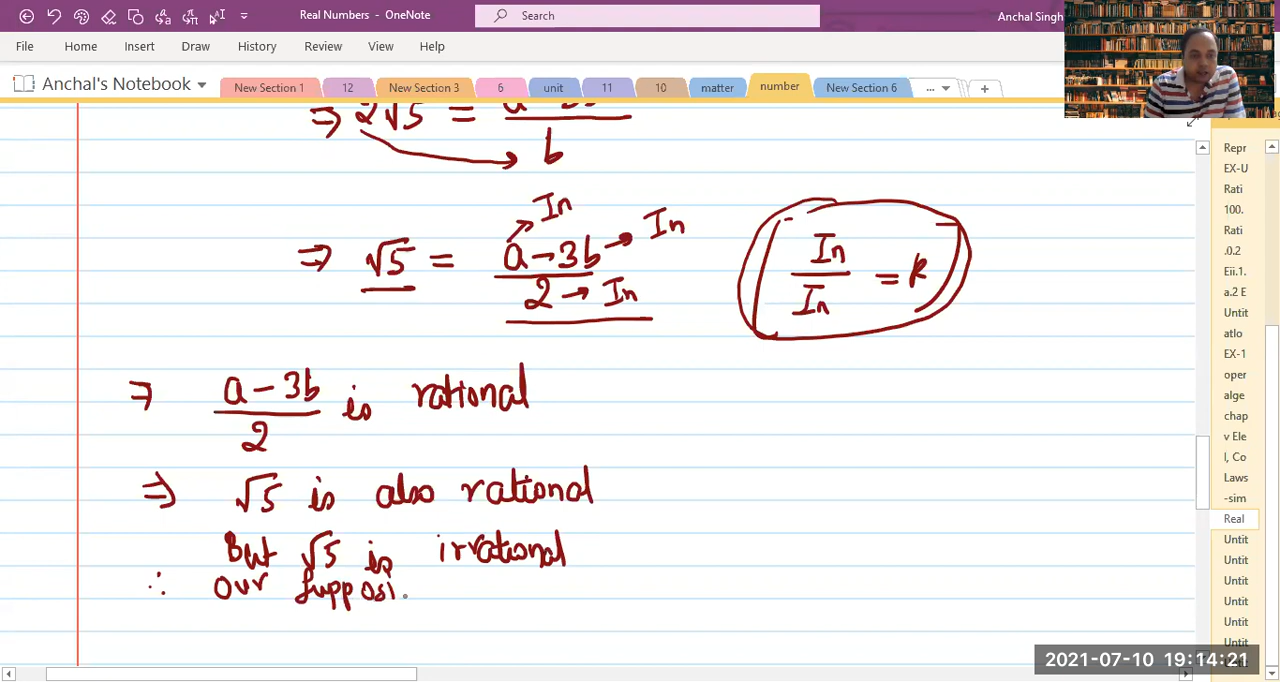 Real Numbers - OneNote
Search
Anchal Singh
File Home Insert Draw History Review View Help
Anchal's Notebook New Section 1 12 New Section 3 6 unit 11 10 matter number New Section 6 ... +
⇒ 2√5 =
b
⇒ √5 = a-3b → In
→ In
2 → In
In
In = R
⇒ a-3b is rational
2
⇒ √5 is also rational
But √5 is irrational
∴ our supposi
Repr
EX-U
Rati
100.
Rati
.0.2
Eii.1.
a.2 E
Untit
atlo
EX-1
oper
alge
chap
v Ele
l, Co
Laws
-sim
Real
Untit
Untit
Untit
Untit
Untit
Untit
2021-07-10 19:14:21